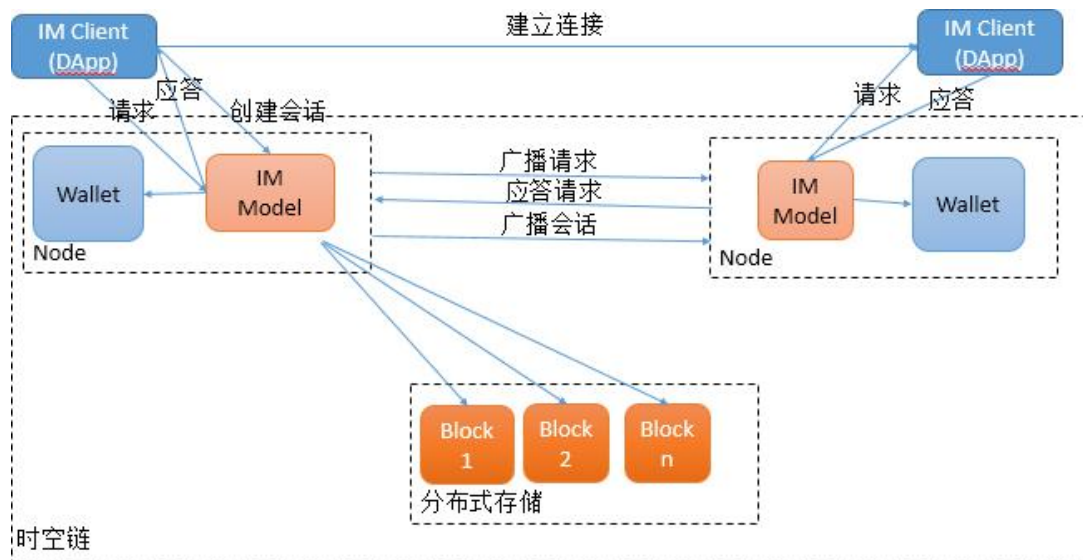 IM Client
(DApp)
建立连接
IM Client
(DApp)
请求
应答
创建会话
请求
应答
Wallet
IM
Model
Node
广播请求
应答请求
广播会话
IM
Model
Wallet
Node
Block
1
Block
2
Block
n
分布式存储
时空链